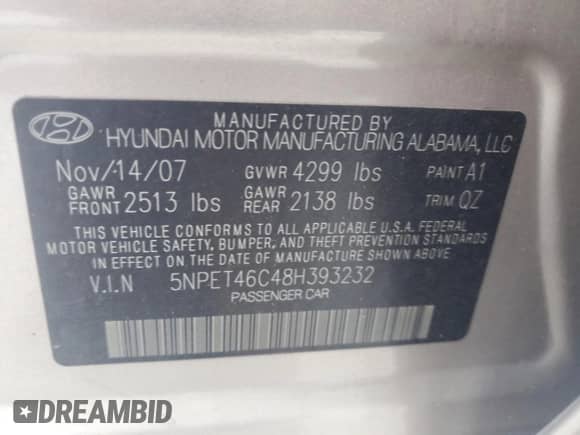 MANUFACTURED BY
HYUNDAI MOTOR MANUFACTURING ALABAMA, LLC
Nov/14/07 GVWR 4299 lbs PAINT A1
GAWR FRONT 2513 lbs GAWR REAR 2138 lbs TRIM QZ
THIS VEHICLE CONFORMS TO ALL APPLICABLE U.S.A. FEDERAL
MOTOR VEHICLE SAFETY, BUMPER, AND THEFT PREVENTION STANDARDS
IN EFFECT ON THE DATE OF MANUFACTURE SHOWN ABOVE
V.I.N 5NPET46C48H393232
PASSENGER CAR
DREAMBID